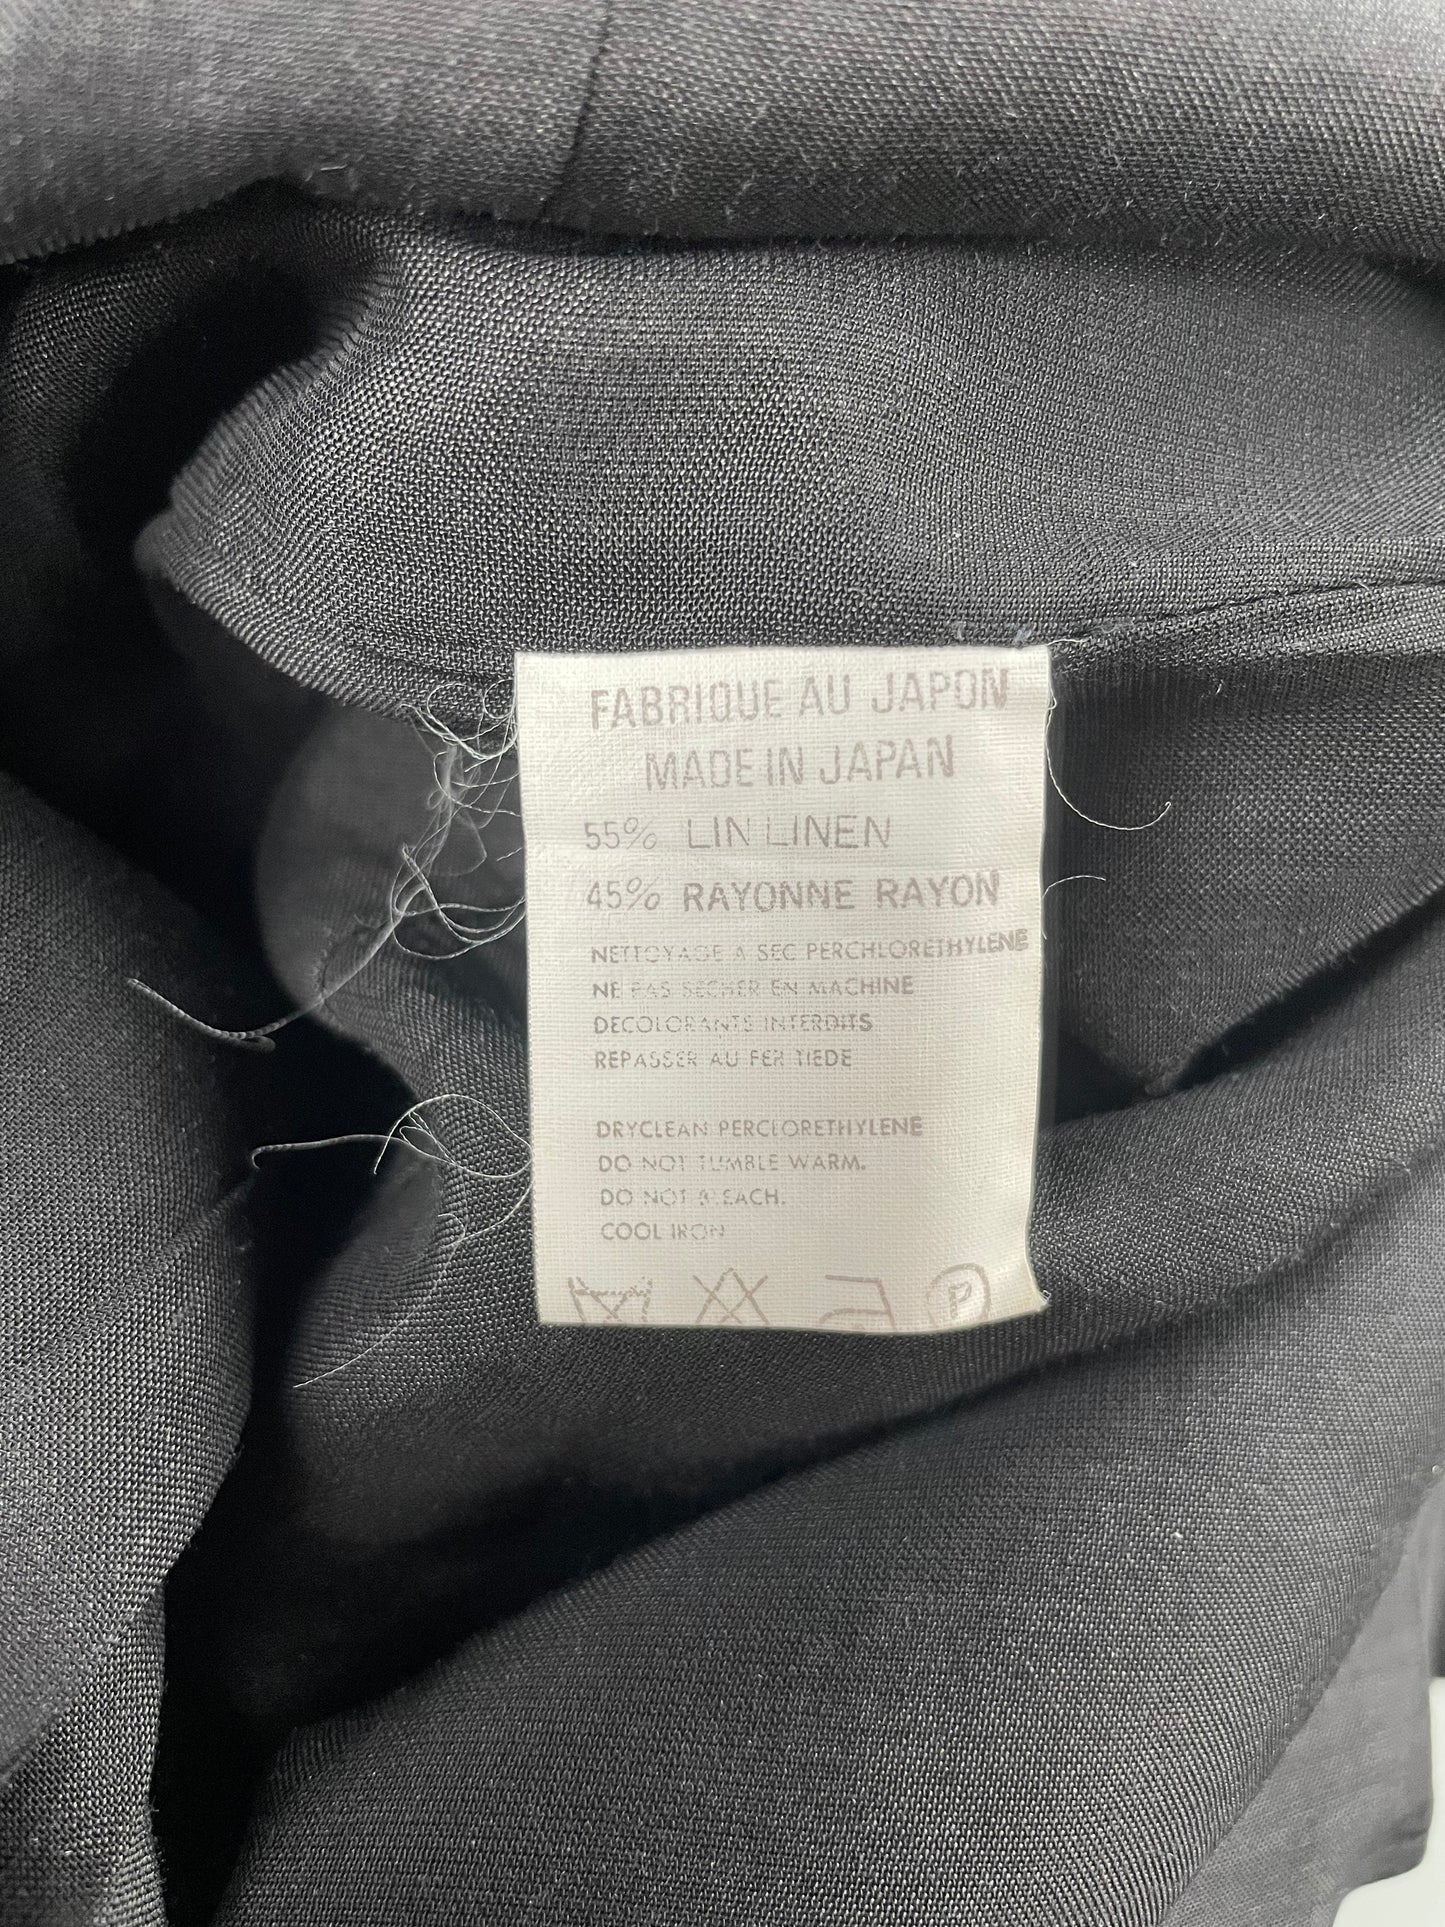 FABRIQUE AU JAPON
MADE IN JAPAN
55% LIN LINEN
45% RAYONNE RAYON
NETTOYAGE A SEC PERCHLORETHYLENE
NE PAS SECHER EN MACHINE
DECOLORANTS INTERDITS
REPASSER AU FER TIEDE
DRYCLEAN PERCLORETHYLENE
DO NOT TUMBLE WARM.
DO NOT BLEACH.
COOL IRON
P